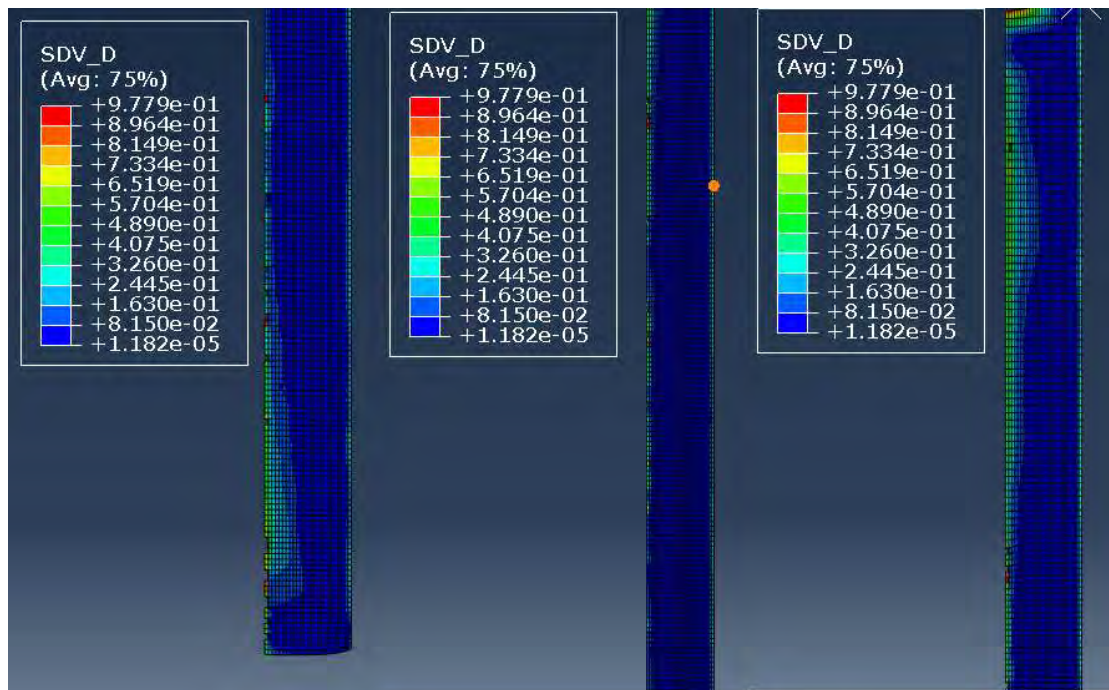 SDV_D
(Avg: 75%)
+9.779e-01
+8.964e-01
+8.149e-01
+7.334e-01
+6.519e-01
+5.704e-01
+4.890e-01
+4.075e-01
+3.260e-01
+2.445e-01
+1.630e-01
+8.150e-02
+1.182e-05
SDV_D
(Avg: 75%)
+9.779e-01
+8.964e-01
+8.149e-01
+7.334e-01
+6.519e-01
+5.704e-01
+4.890e-01
+4.075e-01
+3.260e-01
+2.445e-01
+1.630e-01
+8.150e-02
+1.182e-05
SDV_D
(Avg: 75%)
+9.779e-01
+8.964e-01
+8.149e-01
+7.334e-01
+6.519e-01
+5.704e-01
+4.890e-01
+4.075e-01
+3.260e-01
+2.445e-01
+1.630e-01
+8.150e-02
+1.182e-05